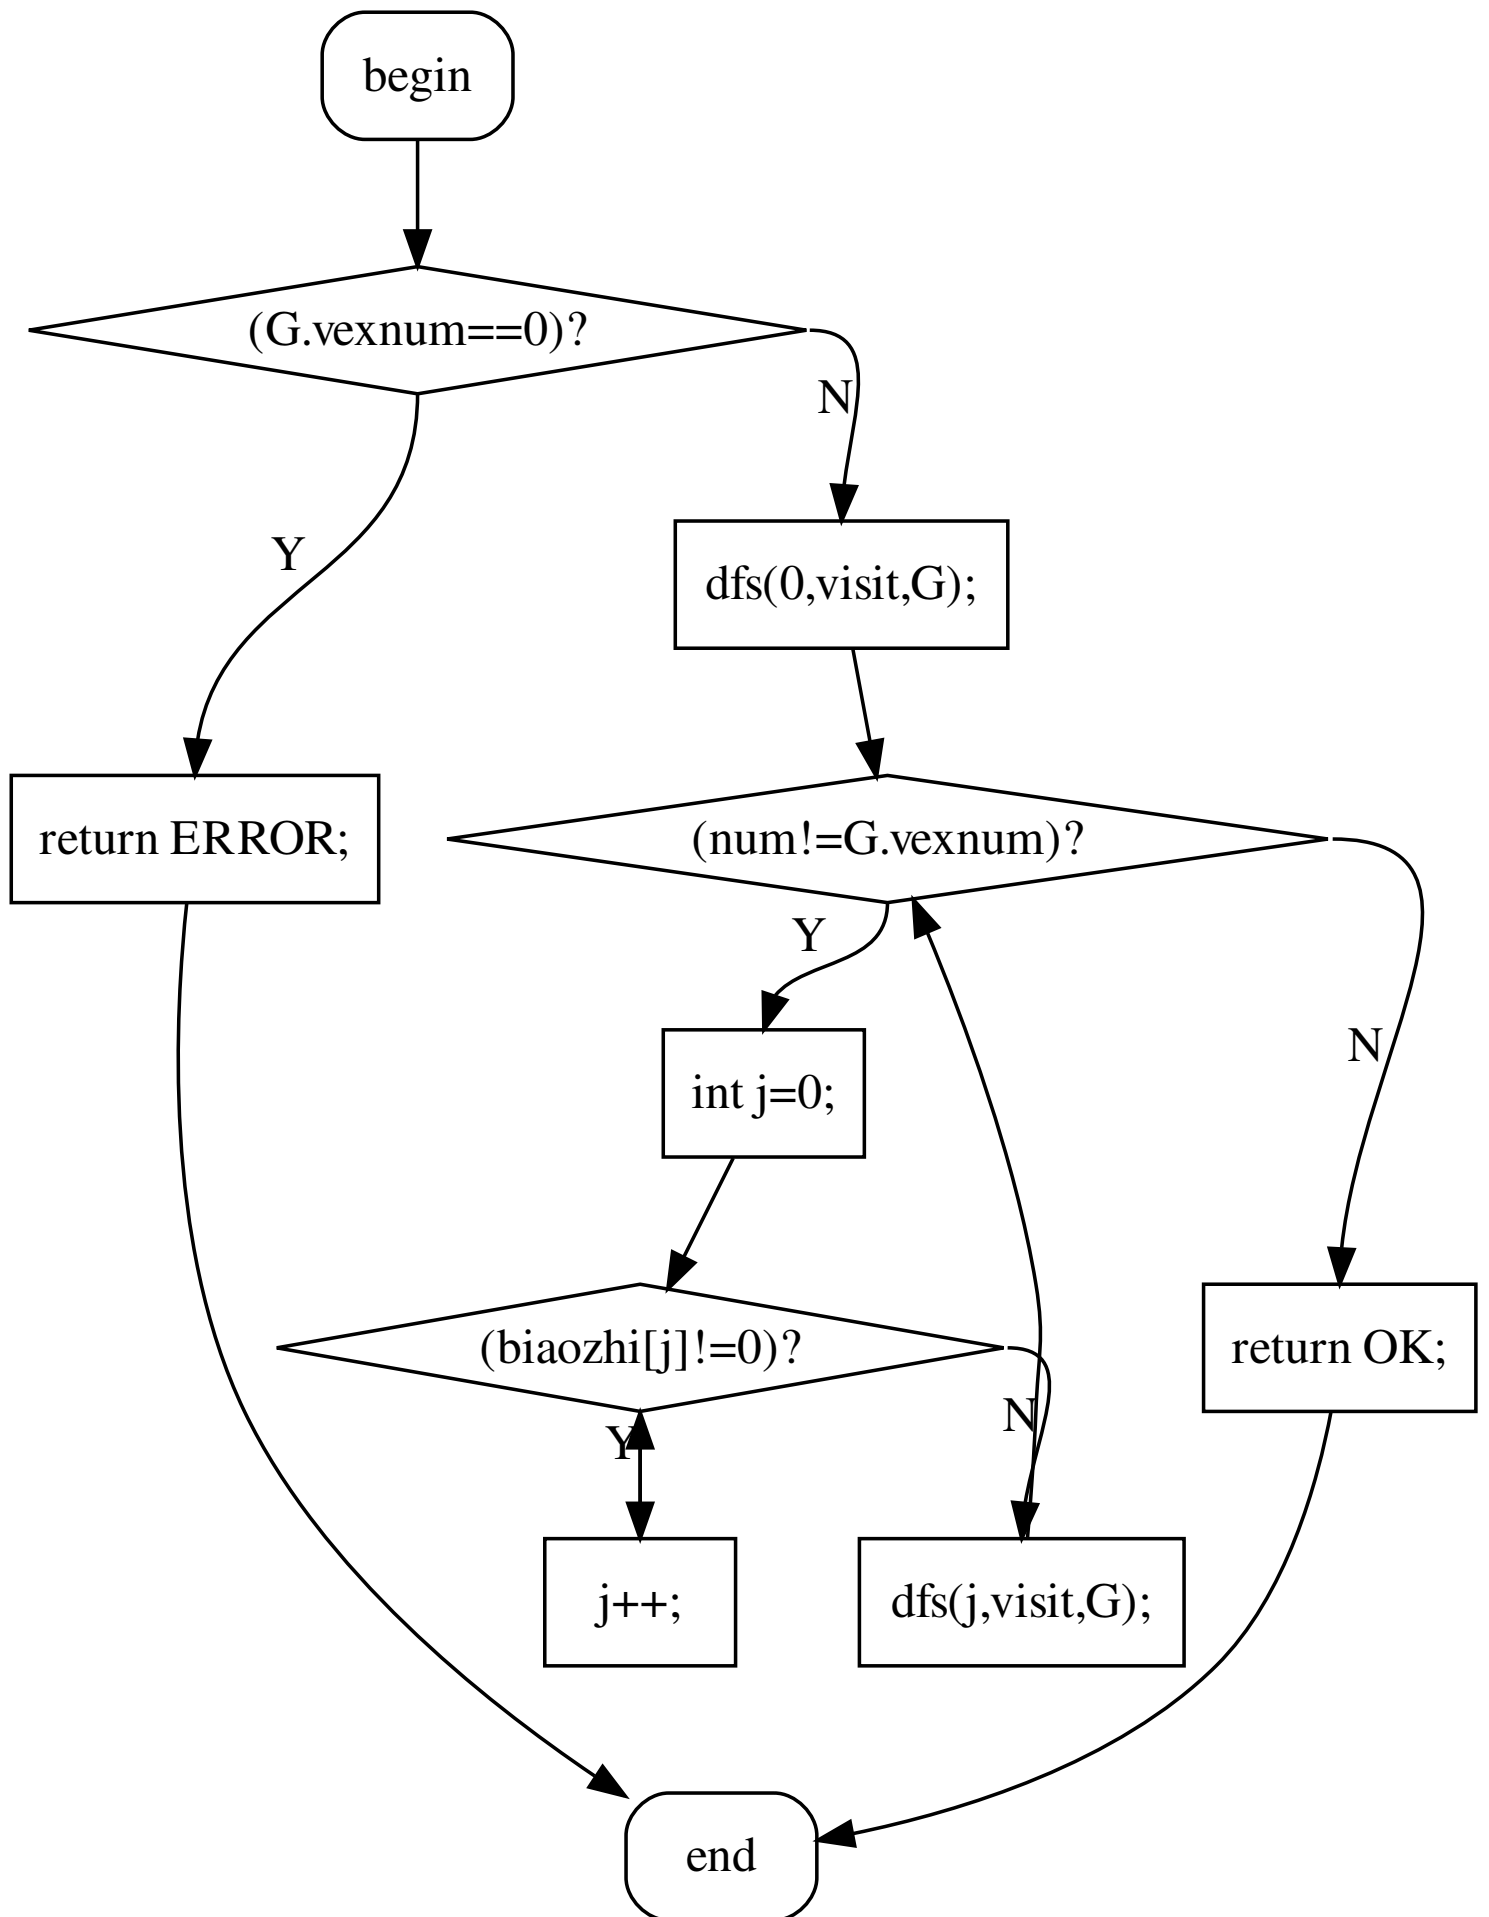 begin
(G.vexnum==0)?
N
Y
dfs(0,visit,G);
return ERROR;
(num!=G.vexnum)?
Y
N
int j=0;
(biaozhi[j]!=0)?
return OK;
Y
N
j++;
dfs(j,visit,G);
end